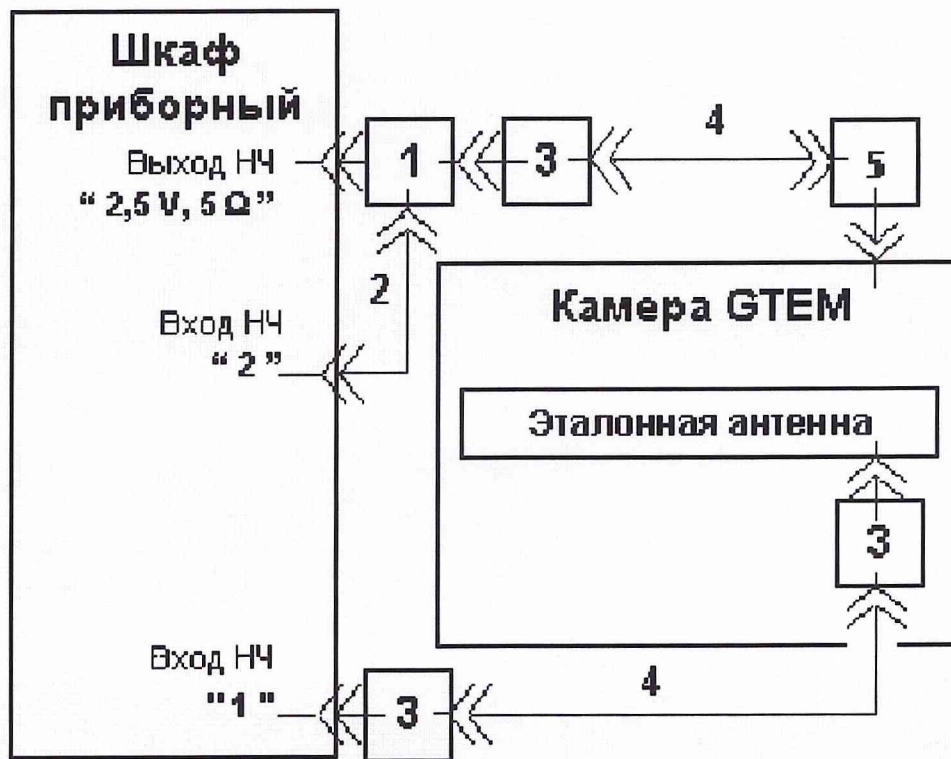 Шкаф
приборный
Выход НЧ
“ 2,5 V, 5 Ω”
1
3
4
5
2
Вход НЧ
“ 2 ”
Камера GTEM
Эталонная антенна
3
Вход НЧ
"1 "
3
4